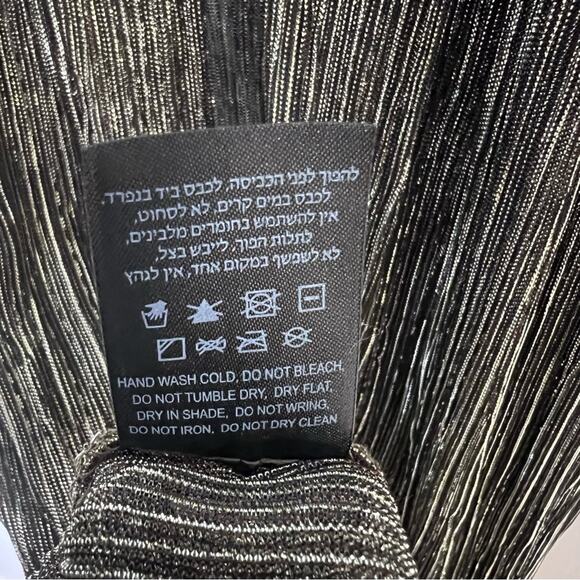 להפוך לפני הכביסה, לכבס ביד בנפרד,
לכבס במים קרים, לא לסחוט,
אין להשתמש בחומרים מלבינים,
לתלות הפוך, לייבש בצל,
לא לשפשף במקום אחד, אין לגהץ
HAND WASH COLD, DO NOT BLEACH,
DO NOT TUMBLE DRY, DRY FLAT,
DRY IN SHADE, DO NOT WRING,
DO NOT IRON, DO NOT DRY CLEAN